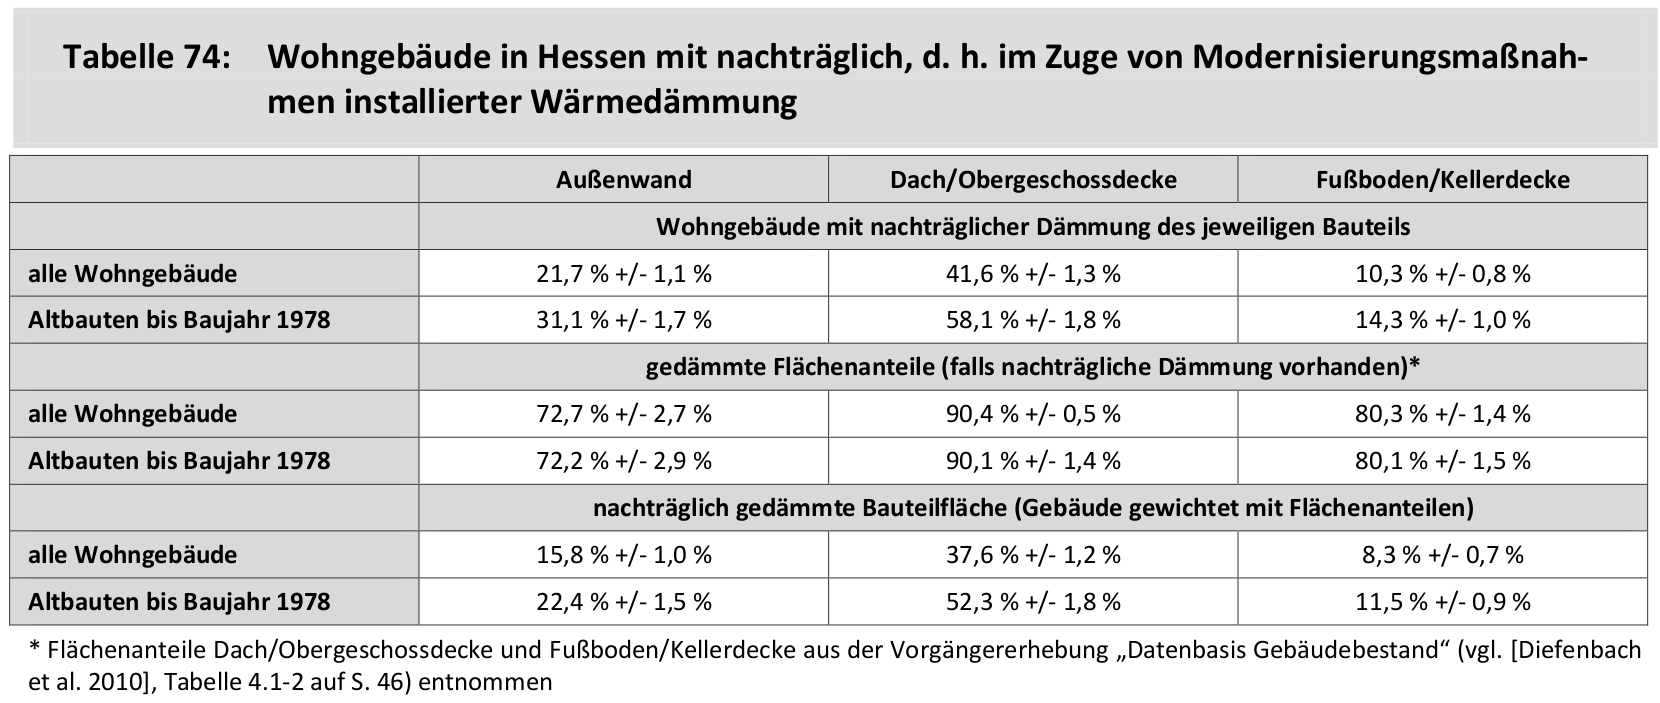 Tabelle 74: Wohngebäude in Hessen mit nachträglich, d. h. im Zuge von Modernisierungsmaßnah-
men installierter Wärmedämmung
Außenwand Dach/Obergeschossdecke Fußboden/Kellerdecke
Wohngebäude mit nachträglicher Dämmung des jeweiligen Bauteils
alle Wohngebäude 21,7 % +/- 1,1 % 41,6 % +/- 1,3 % 10,3 % +/- 0,8 %
Altbauten bis Baujahr 1978 31,1 % +/- 1,7 % 58,1 % +/- 1,8 % 14,3 % +/- 1,0 %
gedämmte Flächenanteile (falls nachträgliche Dämmung vorhanden)*
alle Wohngebäude 72,7 % +/- 2,7 % 90,4 % +/- 0,5 % 80,3 % +/- 1,4 %
Altbauten bis Baujahr 1978 72,2 % +/- 2,9 % 90,1 % +/- 1,4 % 80,1 % +/- 1,5 %
nachträglich gedämmte Bauteilfläche (Gebäude gewichtet mit Flächenanteilen)
alle Wohngebäude 15,8 % +/- 1,0 % 37,6 % +/- 1,2 % 8,3 % +/- 0,7 %
Altbauten bis Baujahr 1978 22,4 % +/- 1,5 % 52,3 % +/- 1,8 % 11,5 % +/- 0,9 %
* Flächenanteile Dach/Obergeschossdecke und Fußboden/Kellerdecke aus der Vorgängererhebung „Datenbasis Gebäudebestand“ (vgl. [Diefenbach
et al. 2010], Tabelle 4.1-2 auf S. 46) entnommen